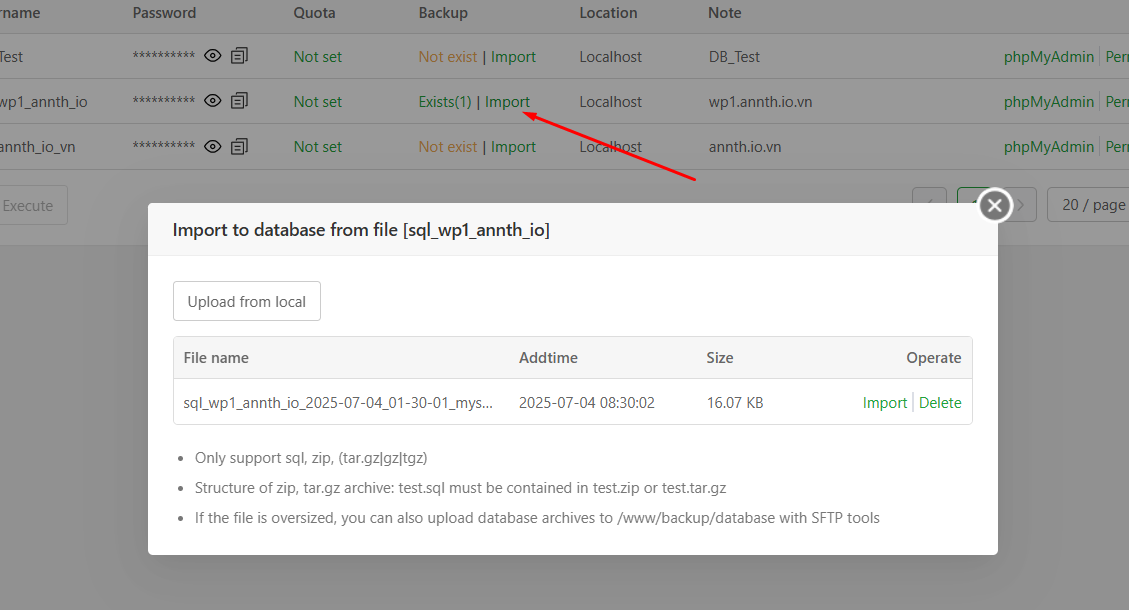 rname Password Quota Backup Location Note
Test ********** Not set Not exist | Import Localhost DB_Test phpMyAdmin Perr
wp1_annth_io ********** Not set Exists(1) | Import Localhost wp1.annth.io.vn phpMyAdmin Perr
annth_io_vn ********** Not set Not exist | Import Localhost annth.io.vn phpMyAdmin Perr
Execute 20 / page
Import to database from file [sql_wp1_annth_io]
Upload from local
File name Addtime Size Operate
sql_wp1_annth_io_2025-07-04_01-30-01_mys... 2025-07-04 08:30:02 16.07 KB Import Delete
• Only support sql, zip, (tar.gz|gz|tgz)
• Structure of zip, tar.gz archive: test.sql must be contained in test.zip or test.tar.gz
• If the file is oversized, you can also upload database archives to /www/backup/database with SFTP tools